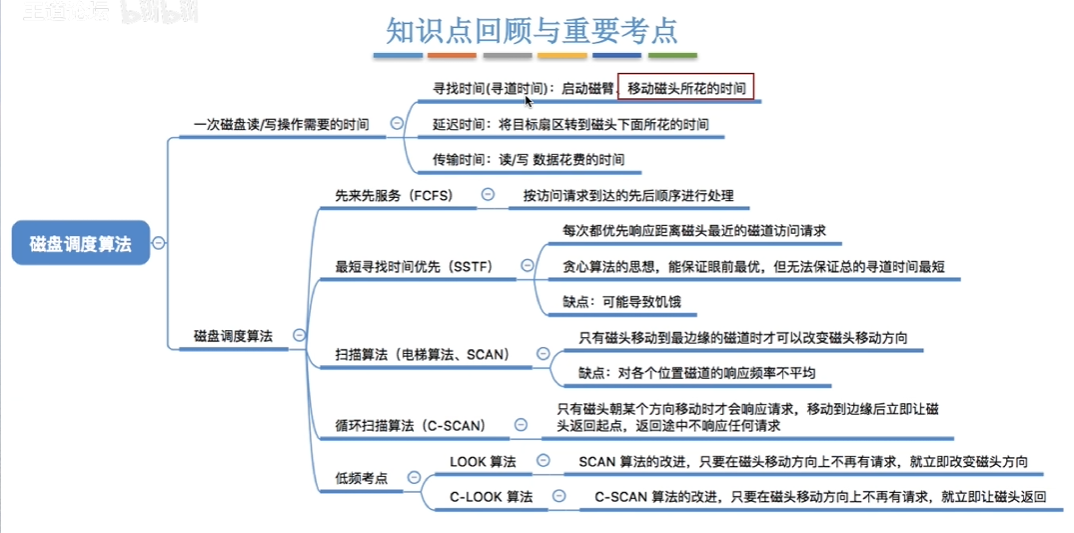 知识点回顾与重要考点
寻找时间(寻道时间)：启动磁臂、移动磁头所花的时间
一次磁盘读/写操作需要的时间
延迟时间：将目标扇区转到磁头下面所花的时间
传输时间：读/写 数据花费的时间
磁盘调度算法
先来先服务（FCFS）
按访问请求到达的先后顺序进行处理
每次都优先响应距离磁头最近的磁道访问请求
最短寻找时间优先（SSTF）
贪心算法的思想，能保证眼前最优，但无法保证总的寻道时间最短
缺点：可能导致饥饿
磁盘调度算法
只有磁头移动到最边缘的磁道时才可以改变磁头移动方向
扫描算法（电梯算法、SCAN）
缺点：对各个位置磁道的响应频率不平均
循环扫描算法（C-SCAN）
只有磁头朝某个方向移动时才会响应请求，移动到边缘后立即让磁
头返回起点，返回途中不响应任何请求
低频考点
LOOK 算法
SCAN 算法的改进，只要在磁头移动方向上不再有请求，就立即改变磁头方向
C-LOOK 算法
C-SCAN 算法的改进，只要在磁头移动方向上不再有请求，就立即让磁头返回